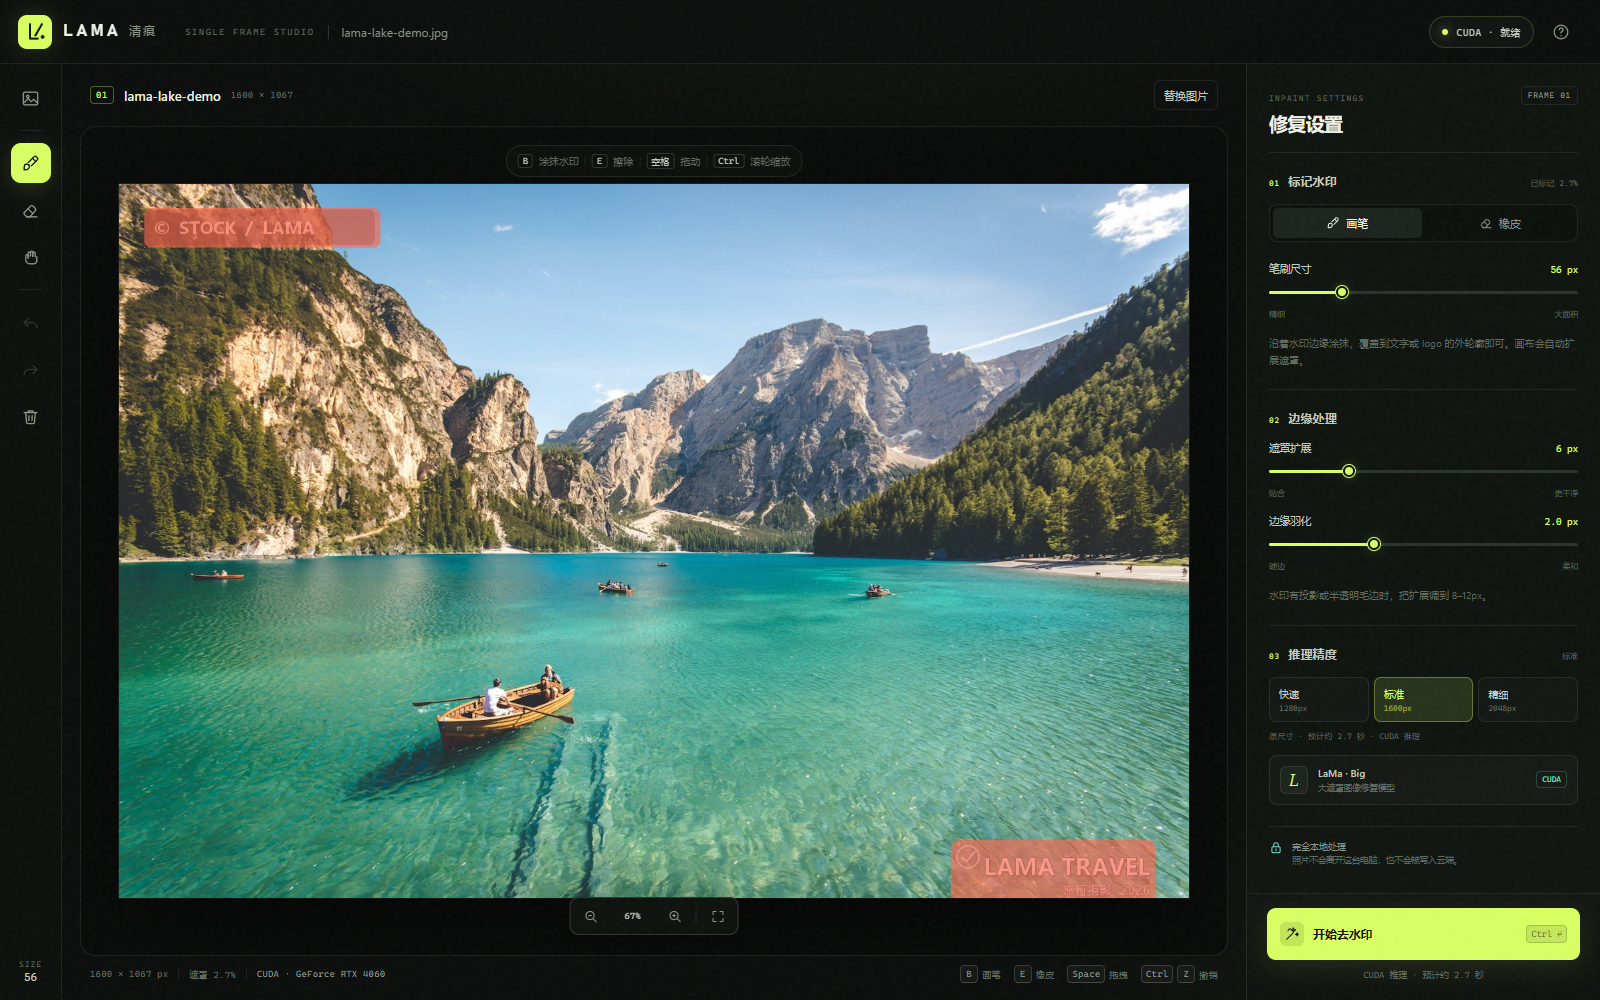 LAMA 清痕
SINGLE FRAME STUDIO
lama-lake-demo.jpg
CUDA · 就绪
01 lama-lake-demo 1600 × 1067
替换图片
B 涂抹水印 E 擦除 空格 拖动 Ctrl 滚轮缩放
© STOCK / LAMA
LAMA TRAVEL
旅行摄影 2026
67%
1600 × 1067 px 遮罩 2.7% CUDA · GeForce RTX 4060
B 画笔 E 橡皮 Space 拖拽 Ctrl Z 撤销
SIZE
56
INPAINT SETTINGS
FRAME 01
修复设置
01 标记水印 已标记 2.7%
画笔 橡皮
笔刷尺寸 56 px
精细 大面积
沿着水印边缘涂抹，覆盖到文字或 logo 的外轮廓即可。画布会自动扩
展遮罩。
02 边缘处理
遮罩扩展 6 px
贴合 更干净
边缘羽化 2.0 px
硬边 柔和
水印有投影或半透明毛边时，把扩展调到 8–12px。
03 推理精度 标准
快速 标准 精细
1280px 1600px 2048px
原尺寸 · 预计约 2.7 秒 · CUDA 推理
L LaMa · Big CUDA
大遮罩图像修复模型
完全本地处理
照片不会离开这台电脑，也不会被写入云端。
开始去水印 Ctrl ⏎
CUDA 推理 · 预计约 2.7 秒